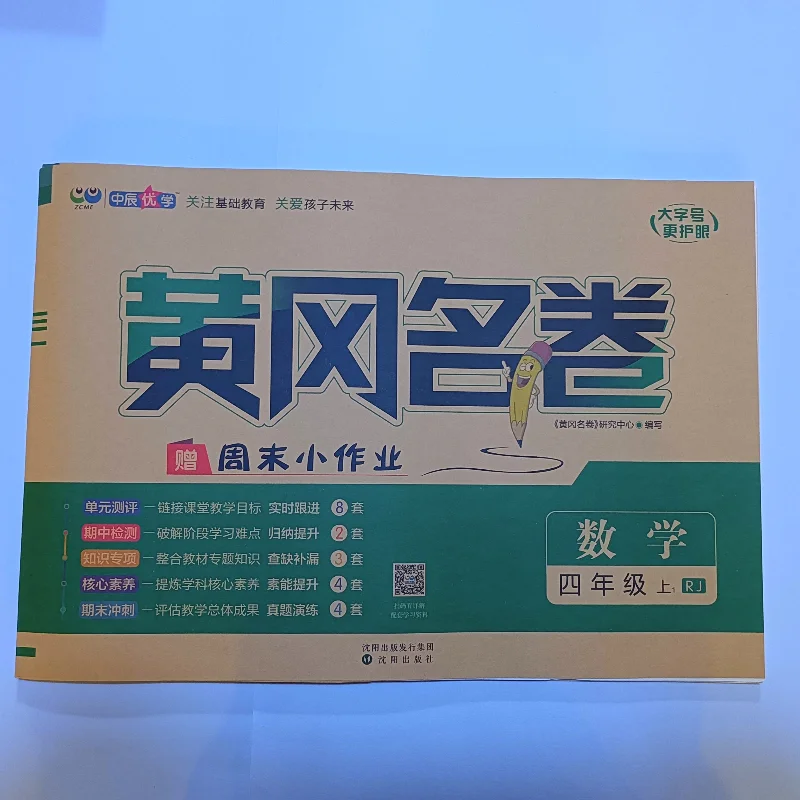 ZCME 中辰优学 关注基础教育 关爱孩子未来
大字号
更护眼
黄冈名卷
《黄冈名卷》研究中心 编写
赠 周末小作业
单元测评 一链接课堂教学目标 实时跟进 8 套
期中检测 一破解阶段学习难点 归纳提升 2 套
知识专项 一整合教材专题知识 查缺补漏 3 套
核心素养 一提炼学科核心素养 素能提升 4 套
期末冲刺 一评估教学总体成果 真题演练 4 套
扫码看详解
数学
四年级 上 RJ
沈阳出版发行集团
沈阳出版社